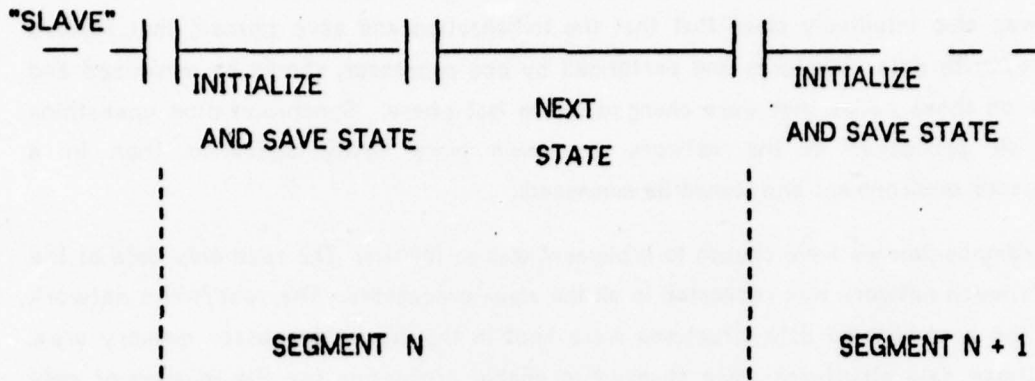 "SLAVE"
INITIALIZE
AND SAVE STATE
NEXT
STATE
INITIALIZE
AND SAVE STATE
SEGMENT N
SEGMENT N + 1